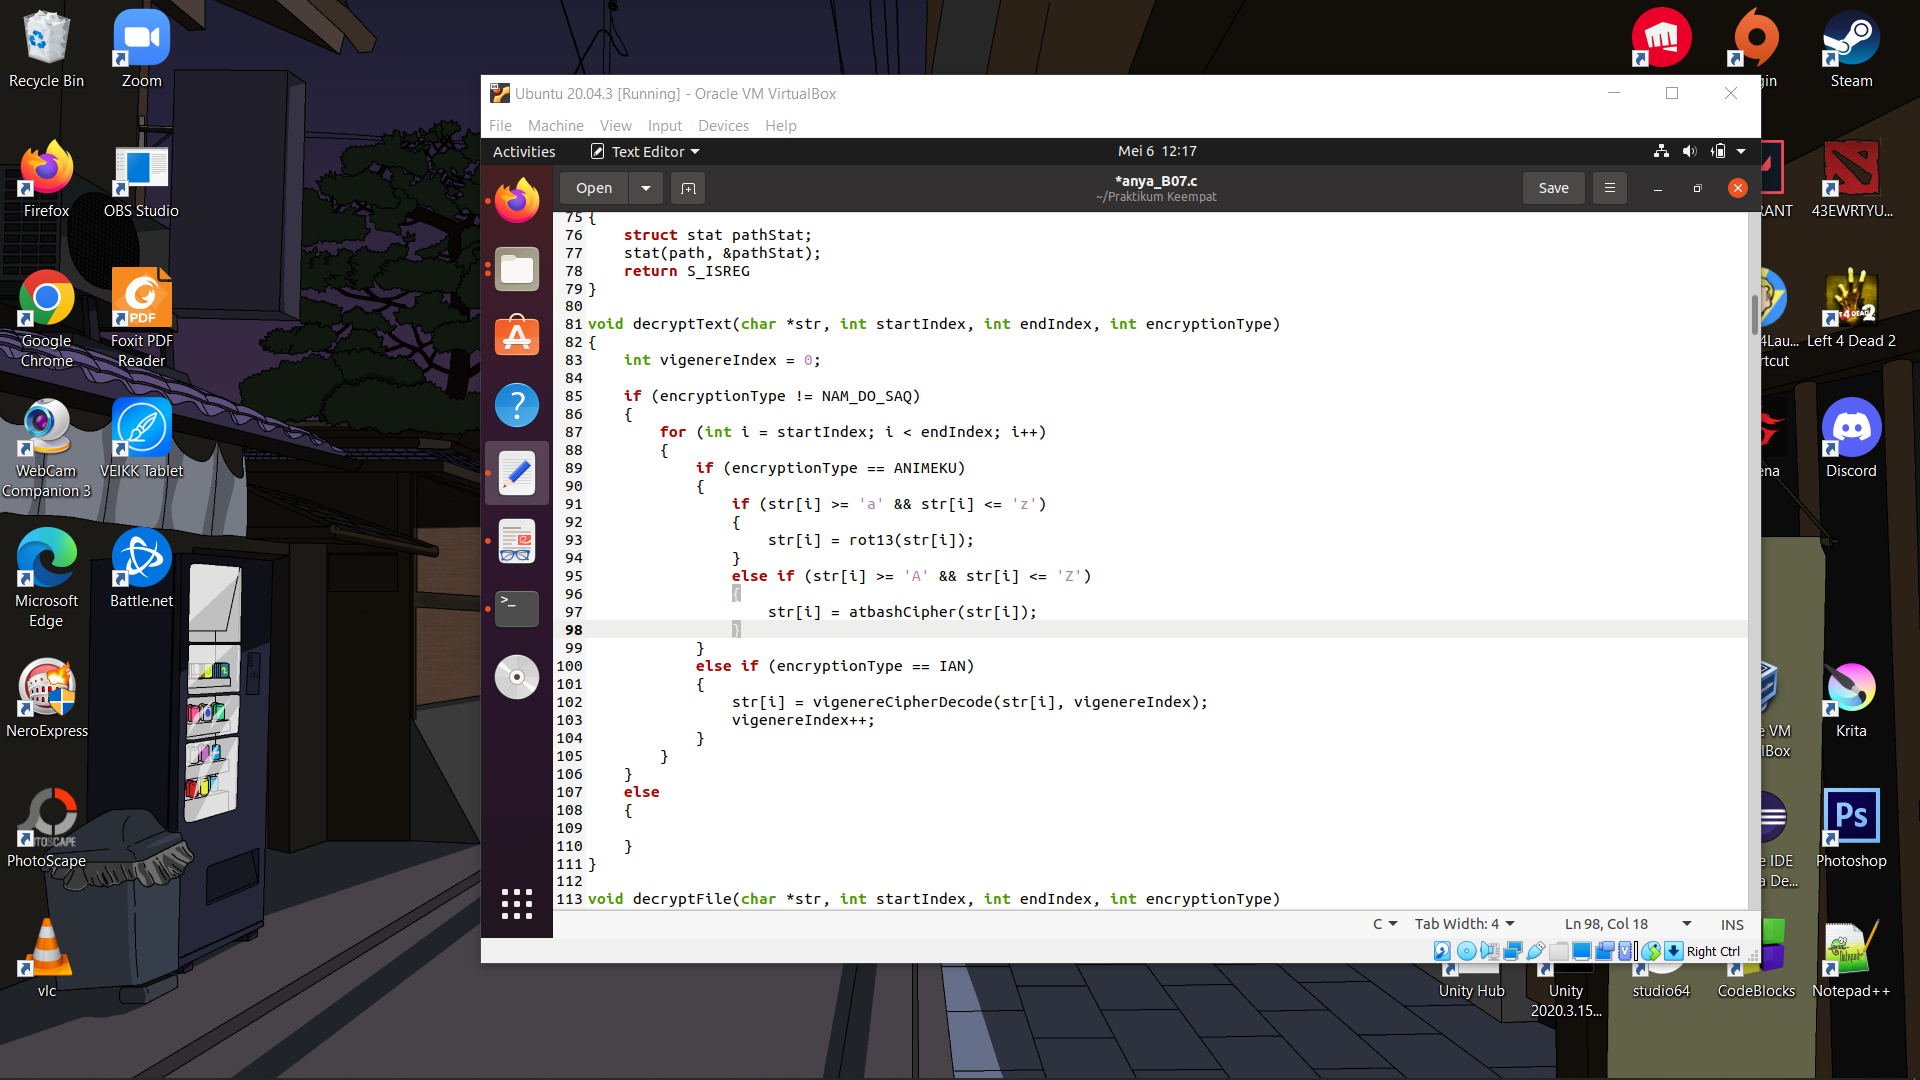 Recycle Bin
Zoom
Firefox
OBS Studio
Google Chrome
Foxit PDF Reader
WebCam Companion 3
VEIKK Tablet
Microsoft Edge
Battle.net
NeroExpress
PhotoScape
vlc
Ubuntu 20.04.3 [Running] - Oracle VM VirtualBox
File Machine View Input Devices Help
Activities Text Editor Mei 6 12:17
Open *anya_B07.c Save
~/Praktikum Keempat
75 {
76     struct stat pathStat;
77     stat(path, &pathStat);
78     return S_ISREG
79 }
80
81 void decryptText(char *str, int startIndex, int endIndex, int encryptionType)
82 {
83     int vigenereIndex = 0;
84
85     if (encryptionType != NAM_DO_SAQ)
86     {
87         for (int i = startIndex; i < endIndex; i++)
88         {
89             if (encryptionType == ANIMEKU)
90             {
91                 if (str[i] >= 'a' && str[i] <= 'z')
92                 {
93                     str[i] = rot13(str[i]);
94                 }
95                 else if (str[i] >= 'A' && str[i] <= 'Z')
96                 {
97                     str[i] = atbashCipher(str[i]);
98                 }
99             }
100             else if (encryptionType == IAN)
101             {
102                 str[i] = vigenereCipherDecode(str[i], vigenereIndex);
103                 vigenereIndex++;
104             }
105         }
106     }
107     else
108     {
109
110     }
111 }
112
113 void decryptFile(char *str, int startIndex, int endIndex, int encryptionType)
C Tab Width: 4 Ln 98, Col 18 INS
Right Ctrl
Steam
43EWRTYU...
Left 4 Dead 2
Discord
Krita
Photoshop
Unity Hub
Unity 2020.3.15...
studio64
CodeBlocks
Notepad++